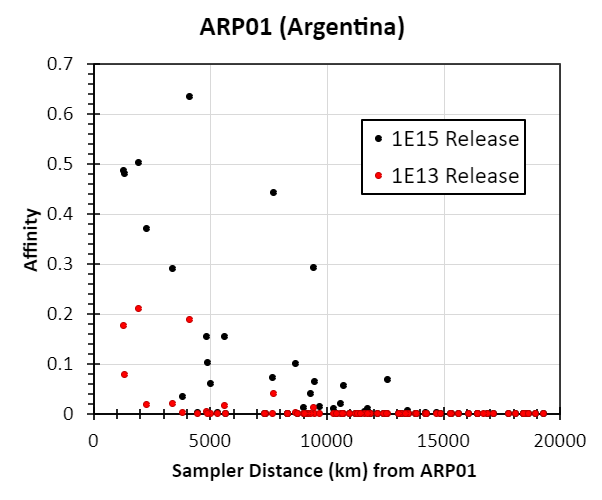 ARP01 (Argentina)
0.7
0.6
0.5
0.4
0.3
0.2
0.1
0
Affinity
1E15 Release
1E13 Release
0 5000 10000 15000 20000
Sampler Distance (km) from ARP01